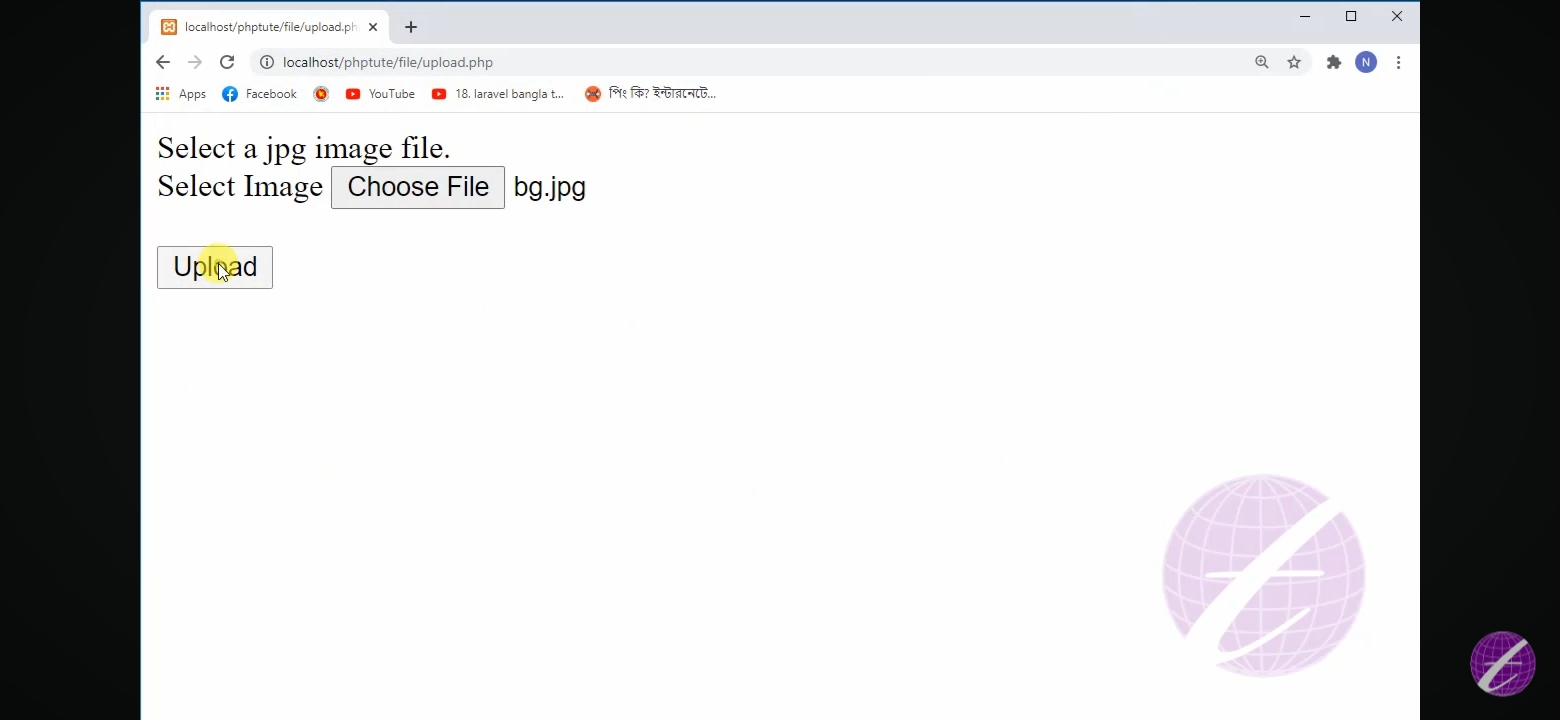 localhost/phptute/file/upload.ph
localhost/phptute/file/upload.php
N
Apps
Facebook
YouTube
18. laravel bangla t...
পিং কি? ইন্টারনেটে...
Select a jpg image file.
Select Image Choose File bg.jpg
Upload